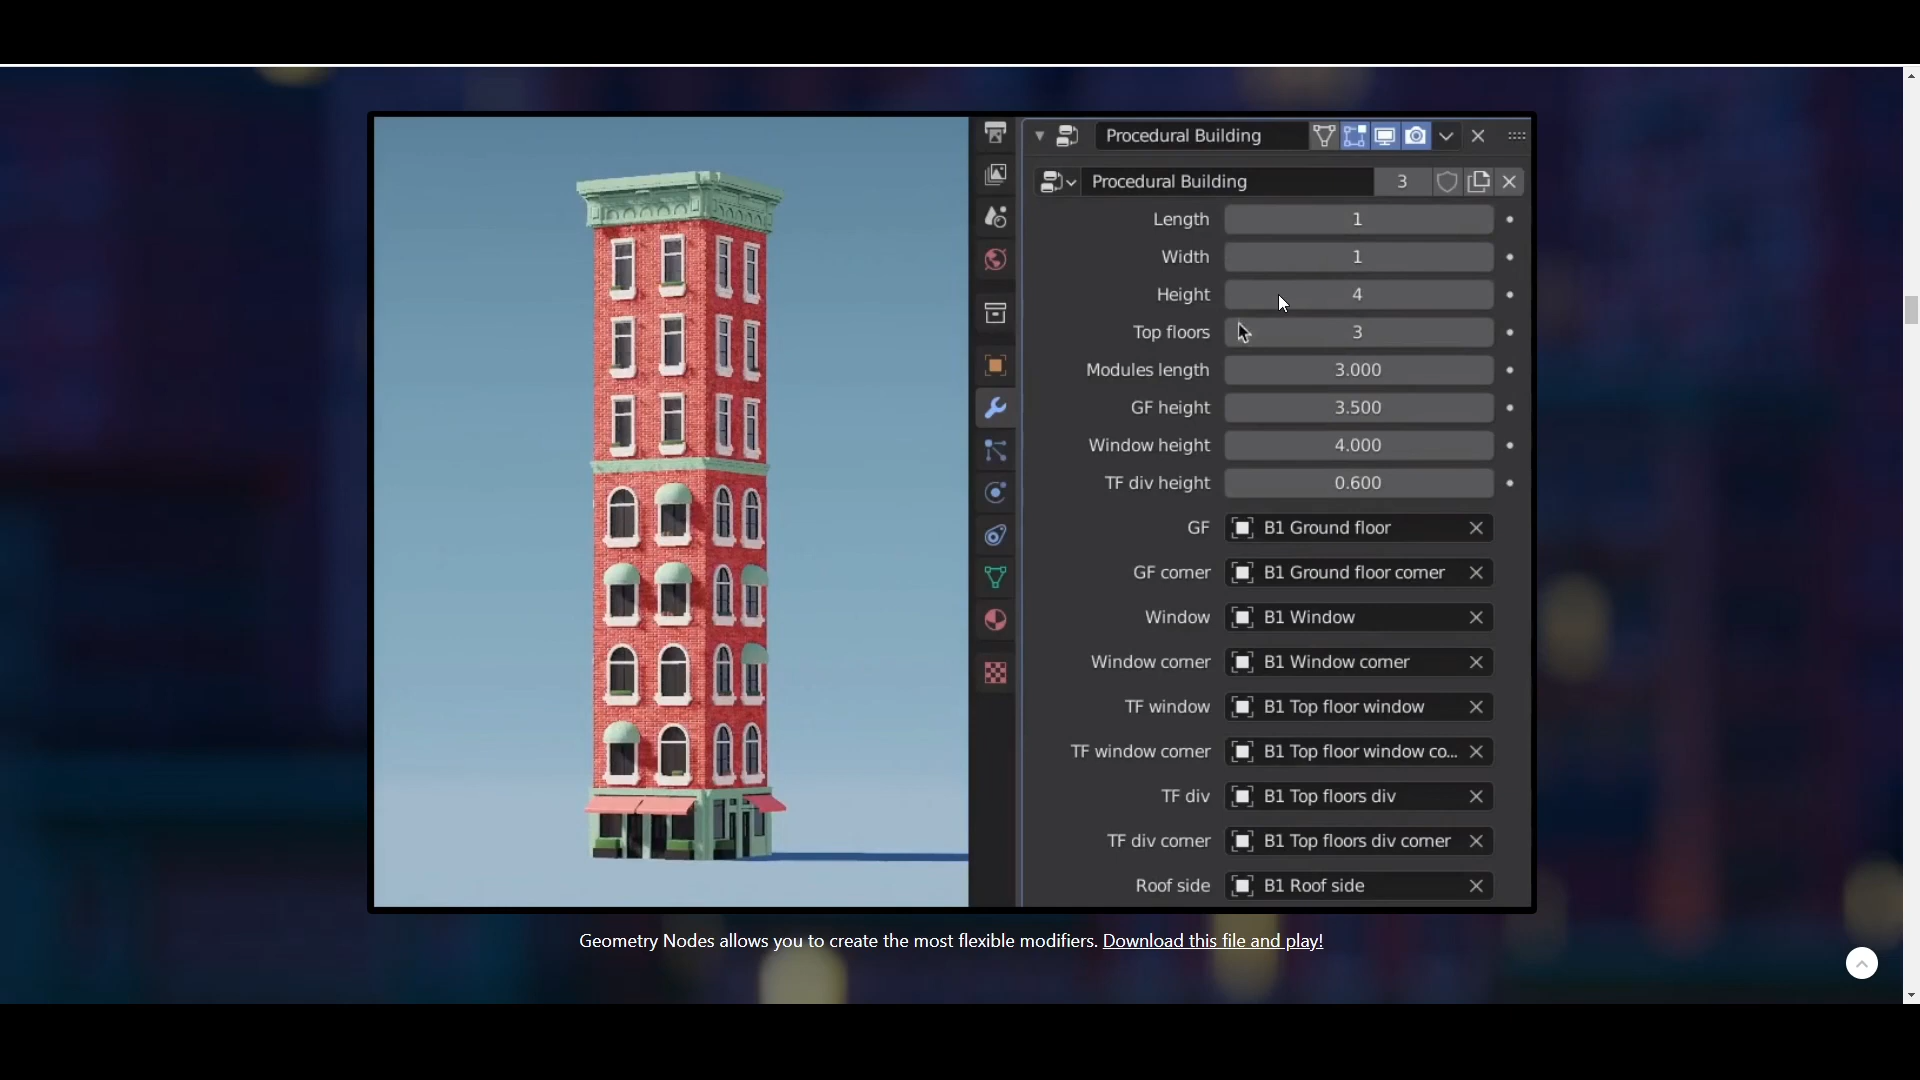 Procedural Building
Procedural Building 3
Length 1
Width 1
Height 4
Top floors 3
Modules length 3.000
GF height 3.500
Window height 4.000
TF div height 0.600
GF B1 Ground floor
GF corner B1 Ground floor corner
Window B1 Window
Window corner B1 Window corner
TF window B1 Top floor window
TF window corner B1 Top floor window co...
TF div B1 Top floors div
TF div corner B1 Top floors div corner
Roof side B1 Roof side
Geometry Nodes allows you to create the most flexible modifiers. Download this file and play!